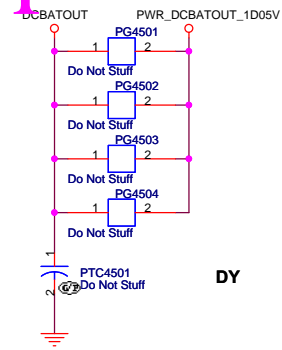 DCBATOUT PWR_DCBATOUT_1D05V
PG4501
1 2
Do Not Stuff
PG4502
1 2
Do Not Stuff
PG4503
1 2
Do Not Stuff
PG4504
1 2
Do Not Stuff
1
PTC4501
2 Do Not Stuff
DY